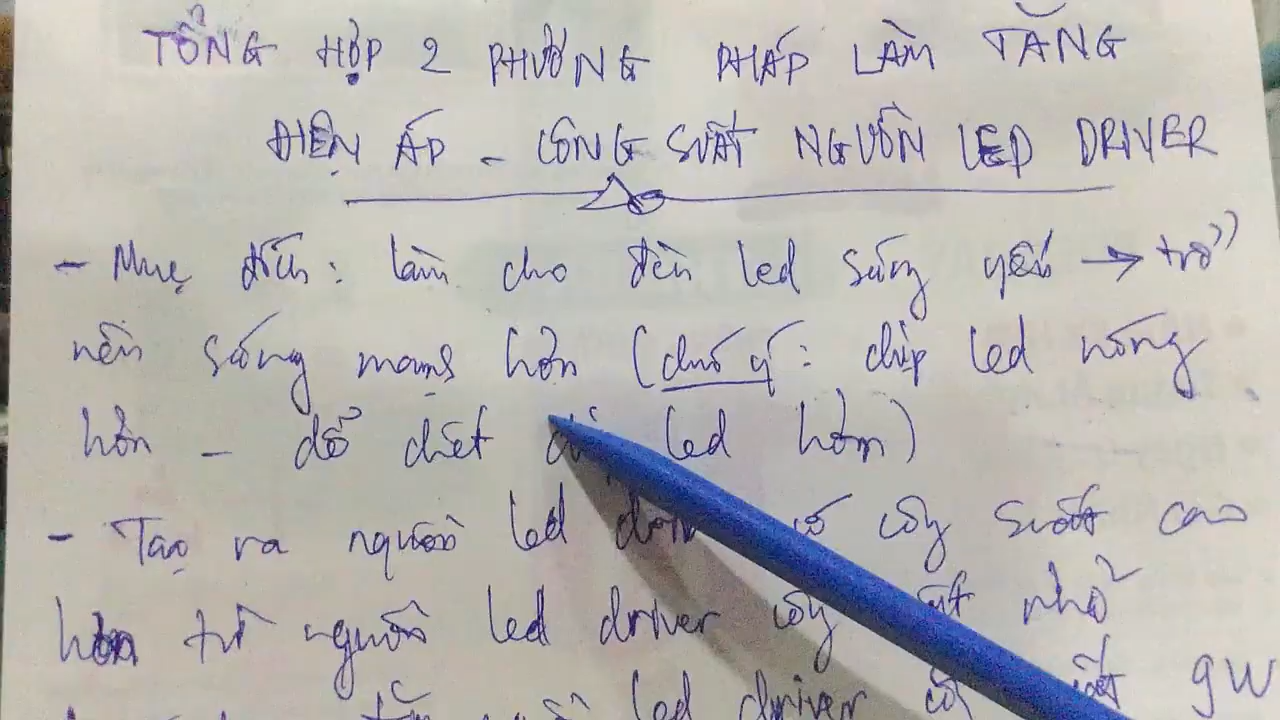 TỔNG HỢP 2 PHƯƠNG PHÁP LÀM TĂNG
ĐIỆN ÁP - CÔNG SUẤT NGUỒN LED DRIVER
- Mục đích: làm cho đèn led sáng yếu → trở
nên sáng mạnh hơn (chú ý: chip led nóng
hơn - dễ chết led hơn)
- Tạo ra nguồn led có công suất cao
hơn từ nguồn led driver công nhỏ
led driver 9W